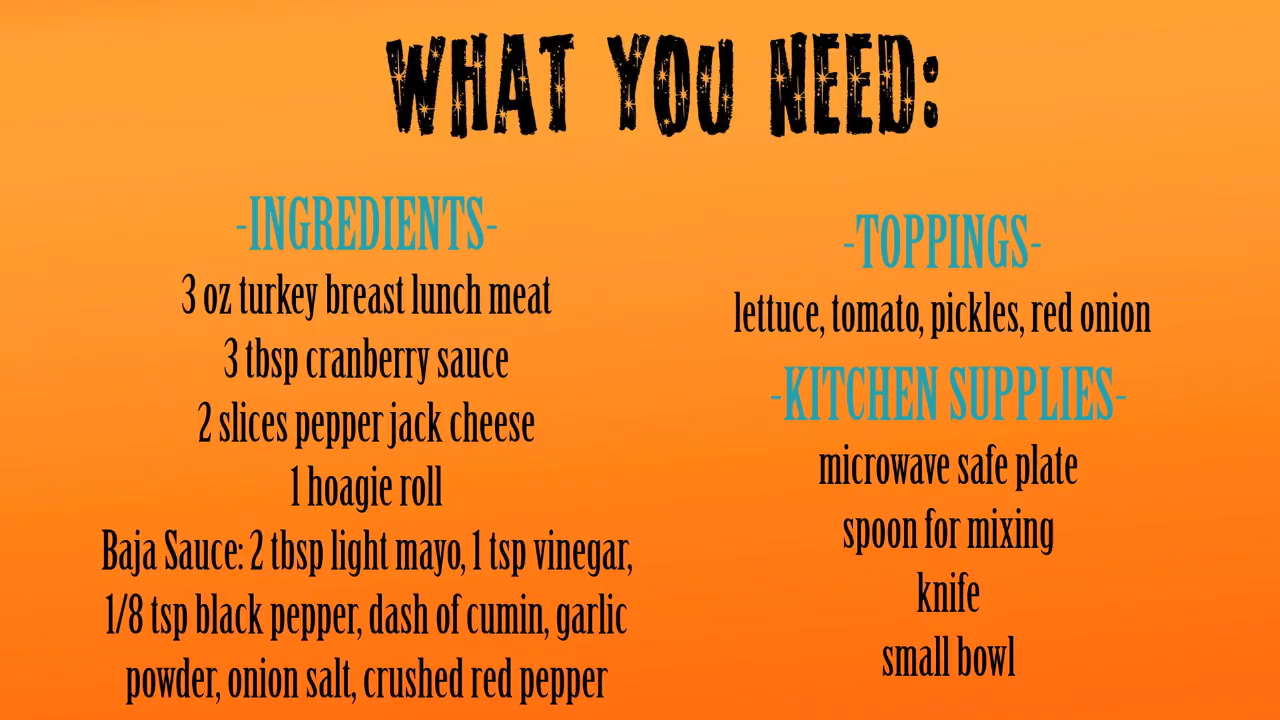 WHAT YOU NEED:
-INGREDIENTS-
3 oz turkey breast lunch meat
3 tbsp cranberry sauce
2 slices pepper jack cheese
1 hoagie roll
Baja Sauce: 2 tbsp light mayo, 1 tsp vinegar,
1/8 tsp black pepper, dash of cumin, garlic
powder, onion salt, crushed red pepper
-TOPPINGS-
lettuce, tomato, pickles, red onion
-KITCHEN SUPPLIES-
microwave safe plate
spoon for mixing
knife
small bowl